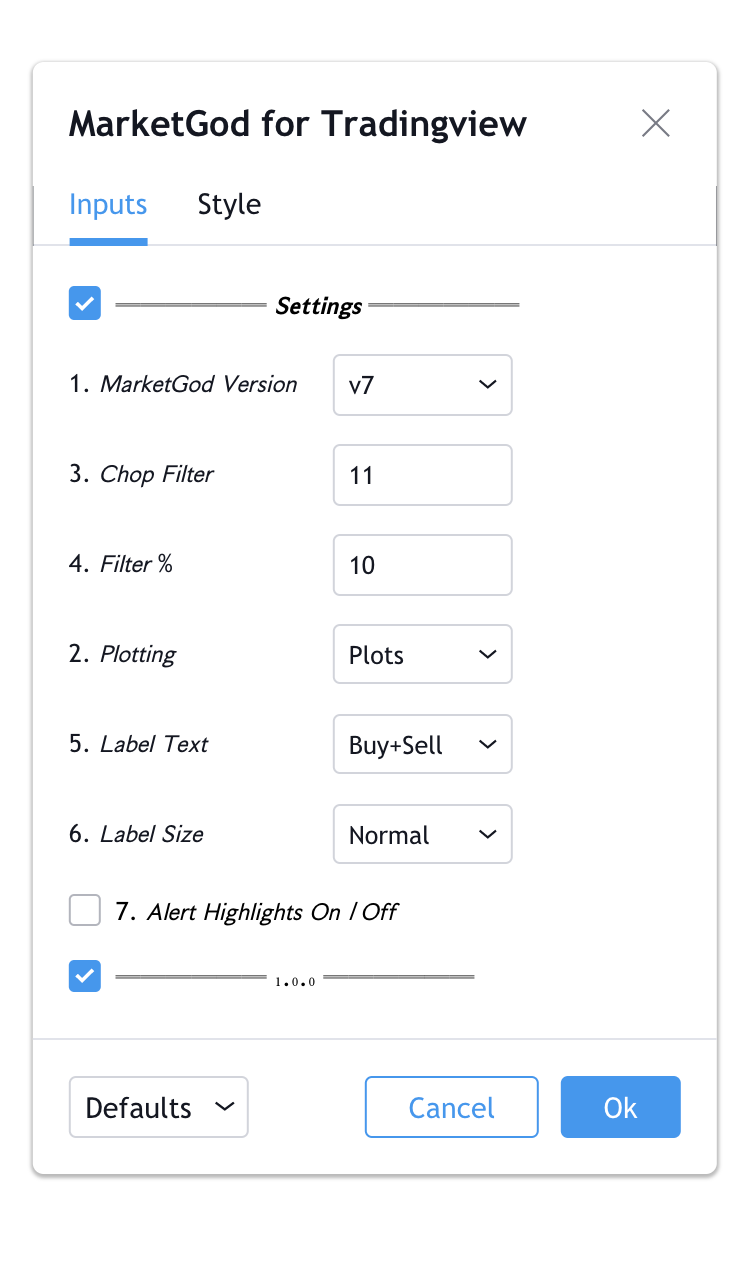 MarketGod for Tradingview
Inputs Style
════════ Settings ════════
1. MarketGod Version v7
3. Chop Filter 11
4. Filter % 10
2. Plotting Plots
5. Label Text Buy+Sell
6. Label Size Normal
7. Alert Highlights On / Off
════════ 1.0.0 ════════
Defaults Cancel Ok